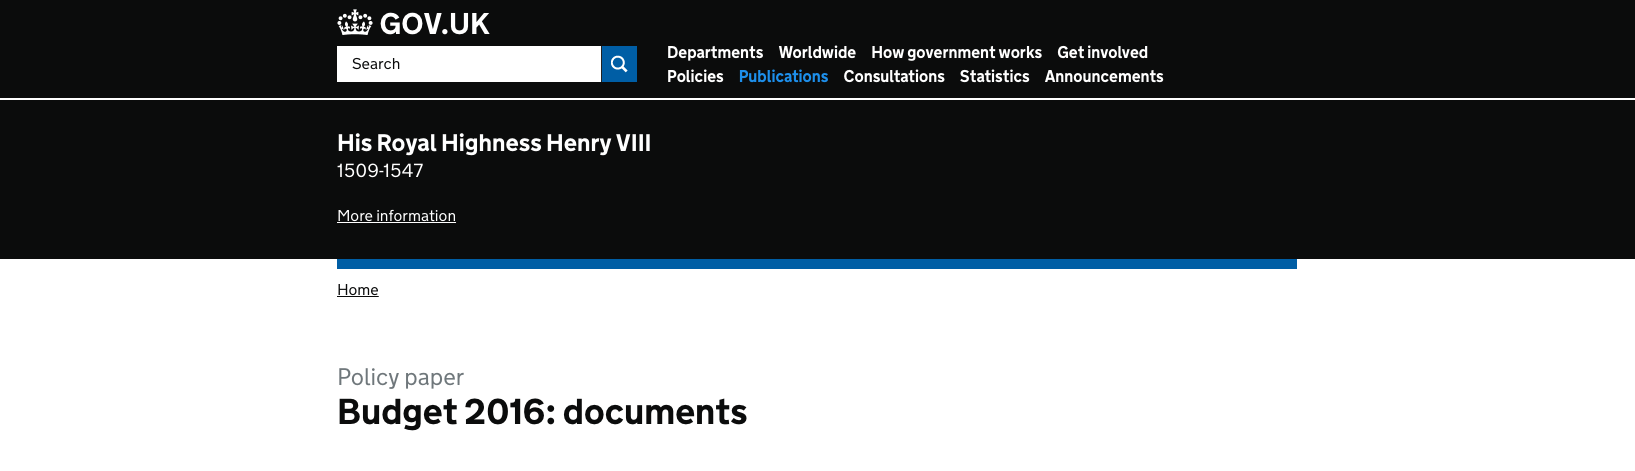 GOV.UK
Search
Departments Worldwide How government works Get involved
Policies Publications Consultations Statistics Announcements
His Royal Highness Henry VIII
1509-1547
More information
Home
Policy paper
Budget 2016: documents